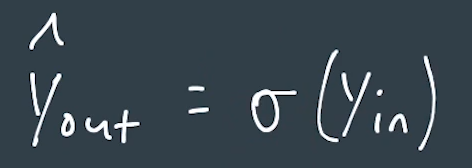 ŷout = σ(yin)